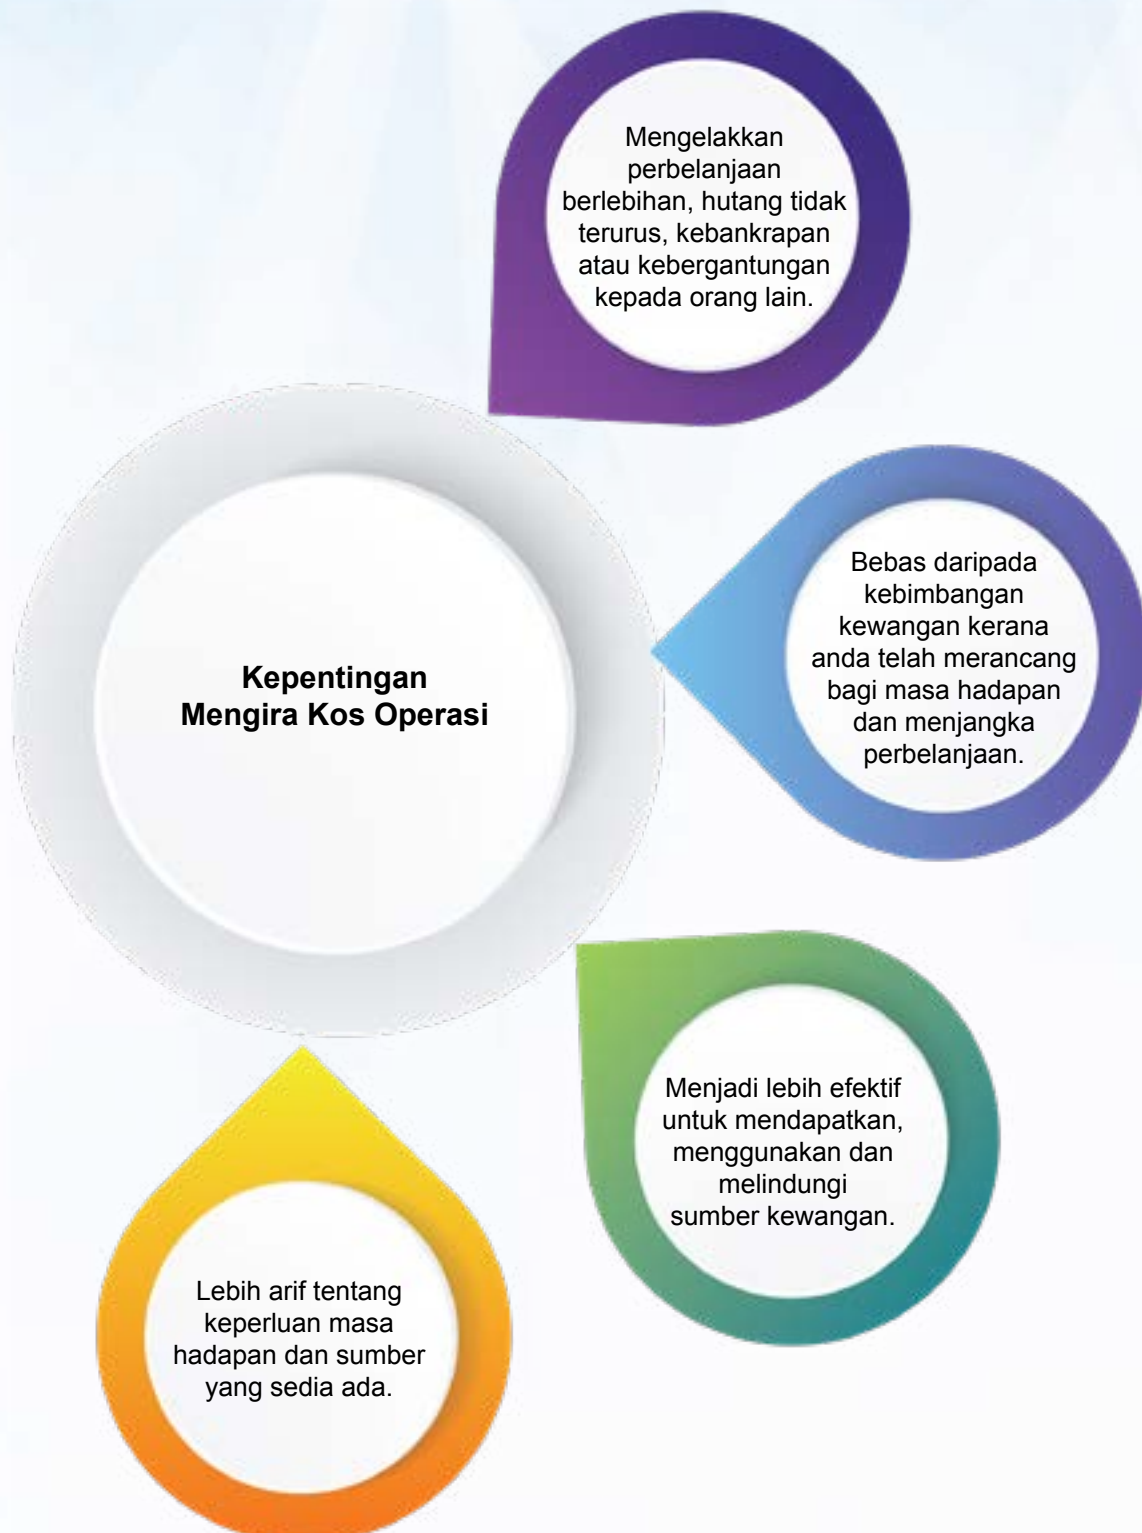 Mengelakkan
perbelanjaan
berlebihan, hutang tidak
terurus, kebankrapan
atau kebergantungan
kepada orang lain.
Kepentingan
Mengira Kos Operasi
Bebas daripada
kebimbangan
kewangan kerana
anda telah merancang
bagi masa hadapan
dan menjangka
perbelanjaan.
Menjadi lebih efektif
untuk mendapatkan,
menggunakan dan
melindungi
sumber kewangan.
Lebih arif tentang
keperluan masa
hadapan dan sumber
yang sedia ada.